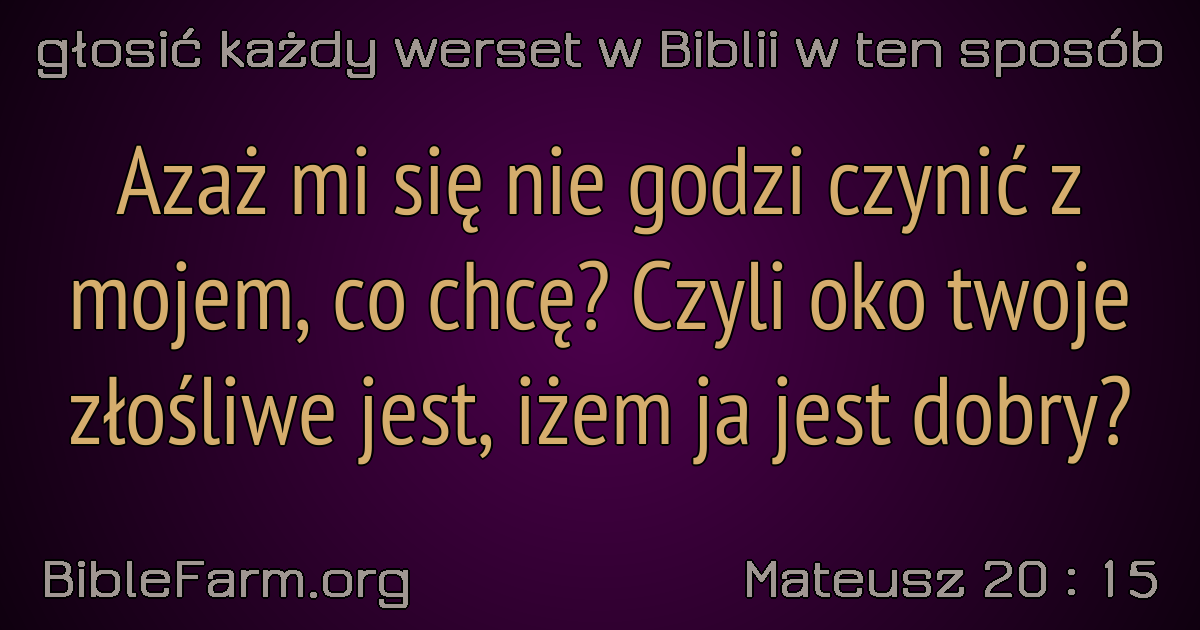 głosić każdy werset w Biblii w ten sposób
Azaż mi się nie godzi czynić z
mojem, co chcę? Czyli oko twoje
złośliwe jest, iżem ja jest dobry?
BibleFarm.org
Mateusz 20 : 15